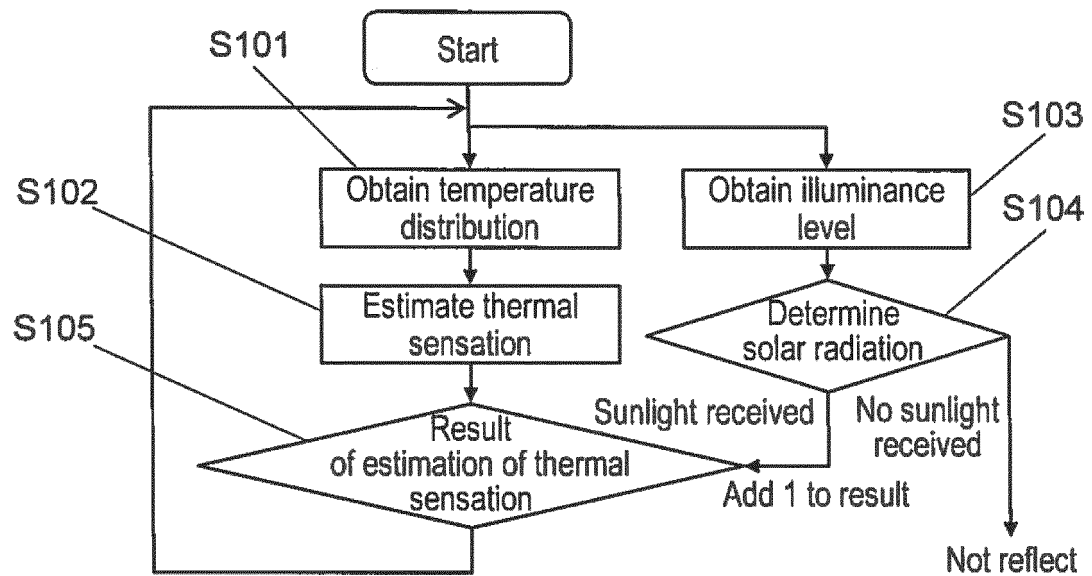 Start
S101
S103
Obtain temperature
distribution
Obtain illuminance
level
S102
S104
Estimate thermal
sensation
Determine
solar radiation
S105
Sunlight received
No sunlight
received
Result
of estimation of thermal
sensation
Add 1 to result
Not reflect